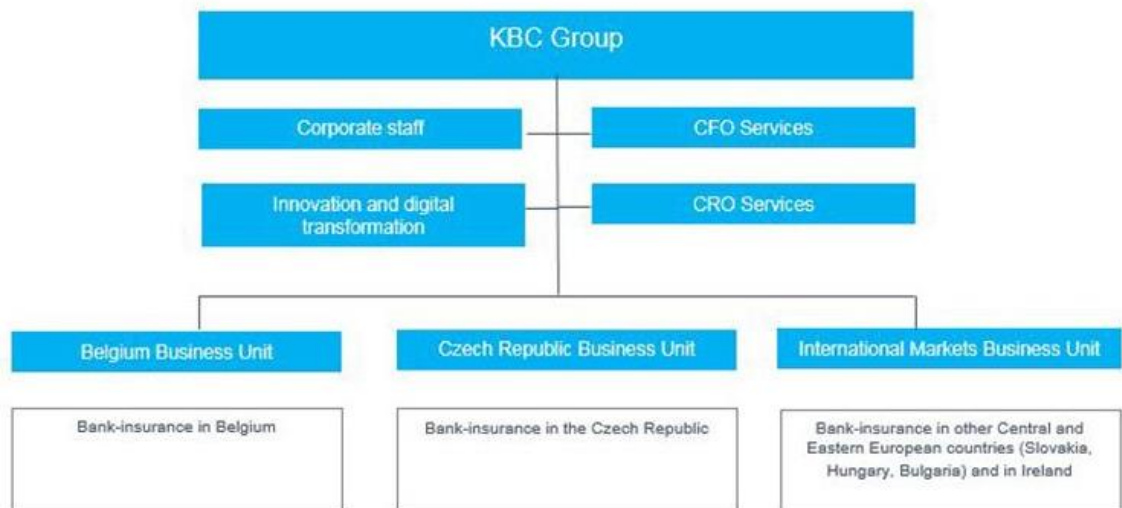 KBC Group
Corporate staff
CFO Services
Innovation and digital
transformation
CRO Services
Belgium Business Unit
Czech Republic Business Unit
International Markets Business Unit
Bank-insurance in Belgium
Bank-insurance in the Czech Republic
Bank-insurance in other Central and
Eastern European countries (Slovakia,
Hungary, Bulgaria) and in Ireland